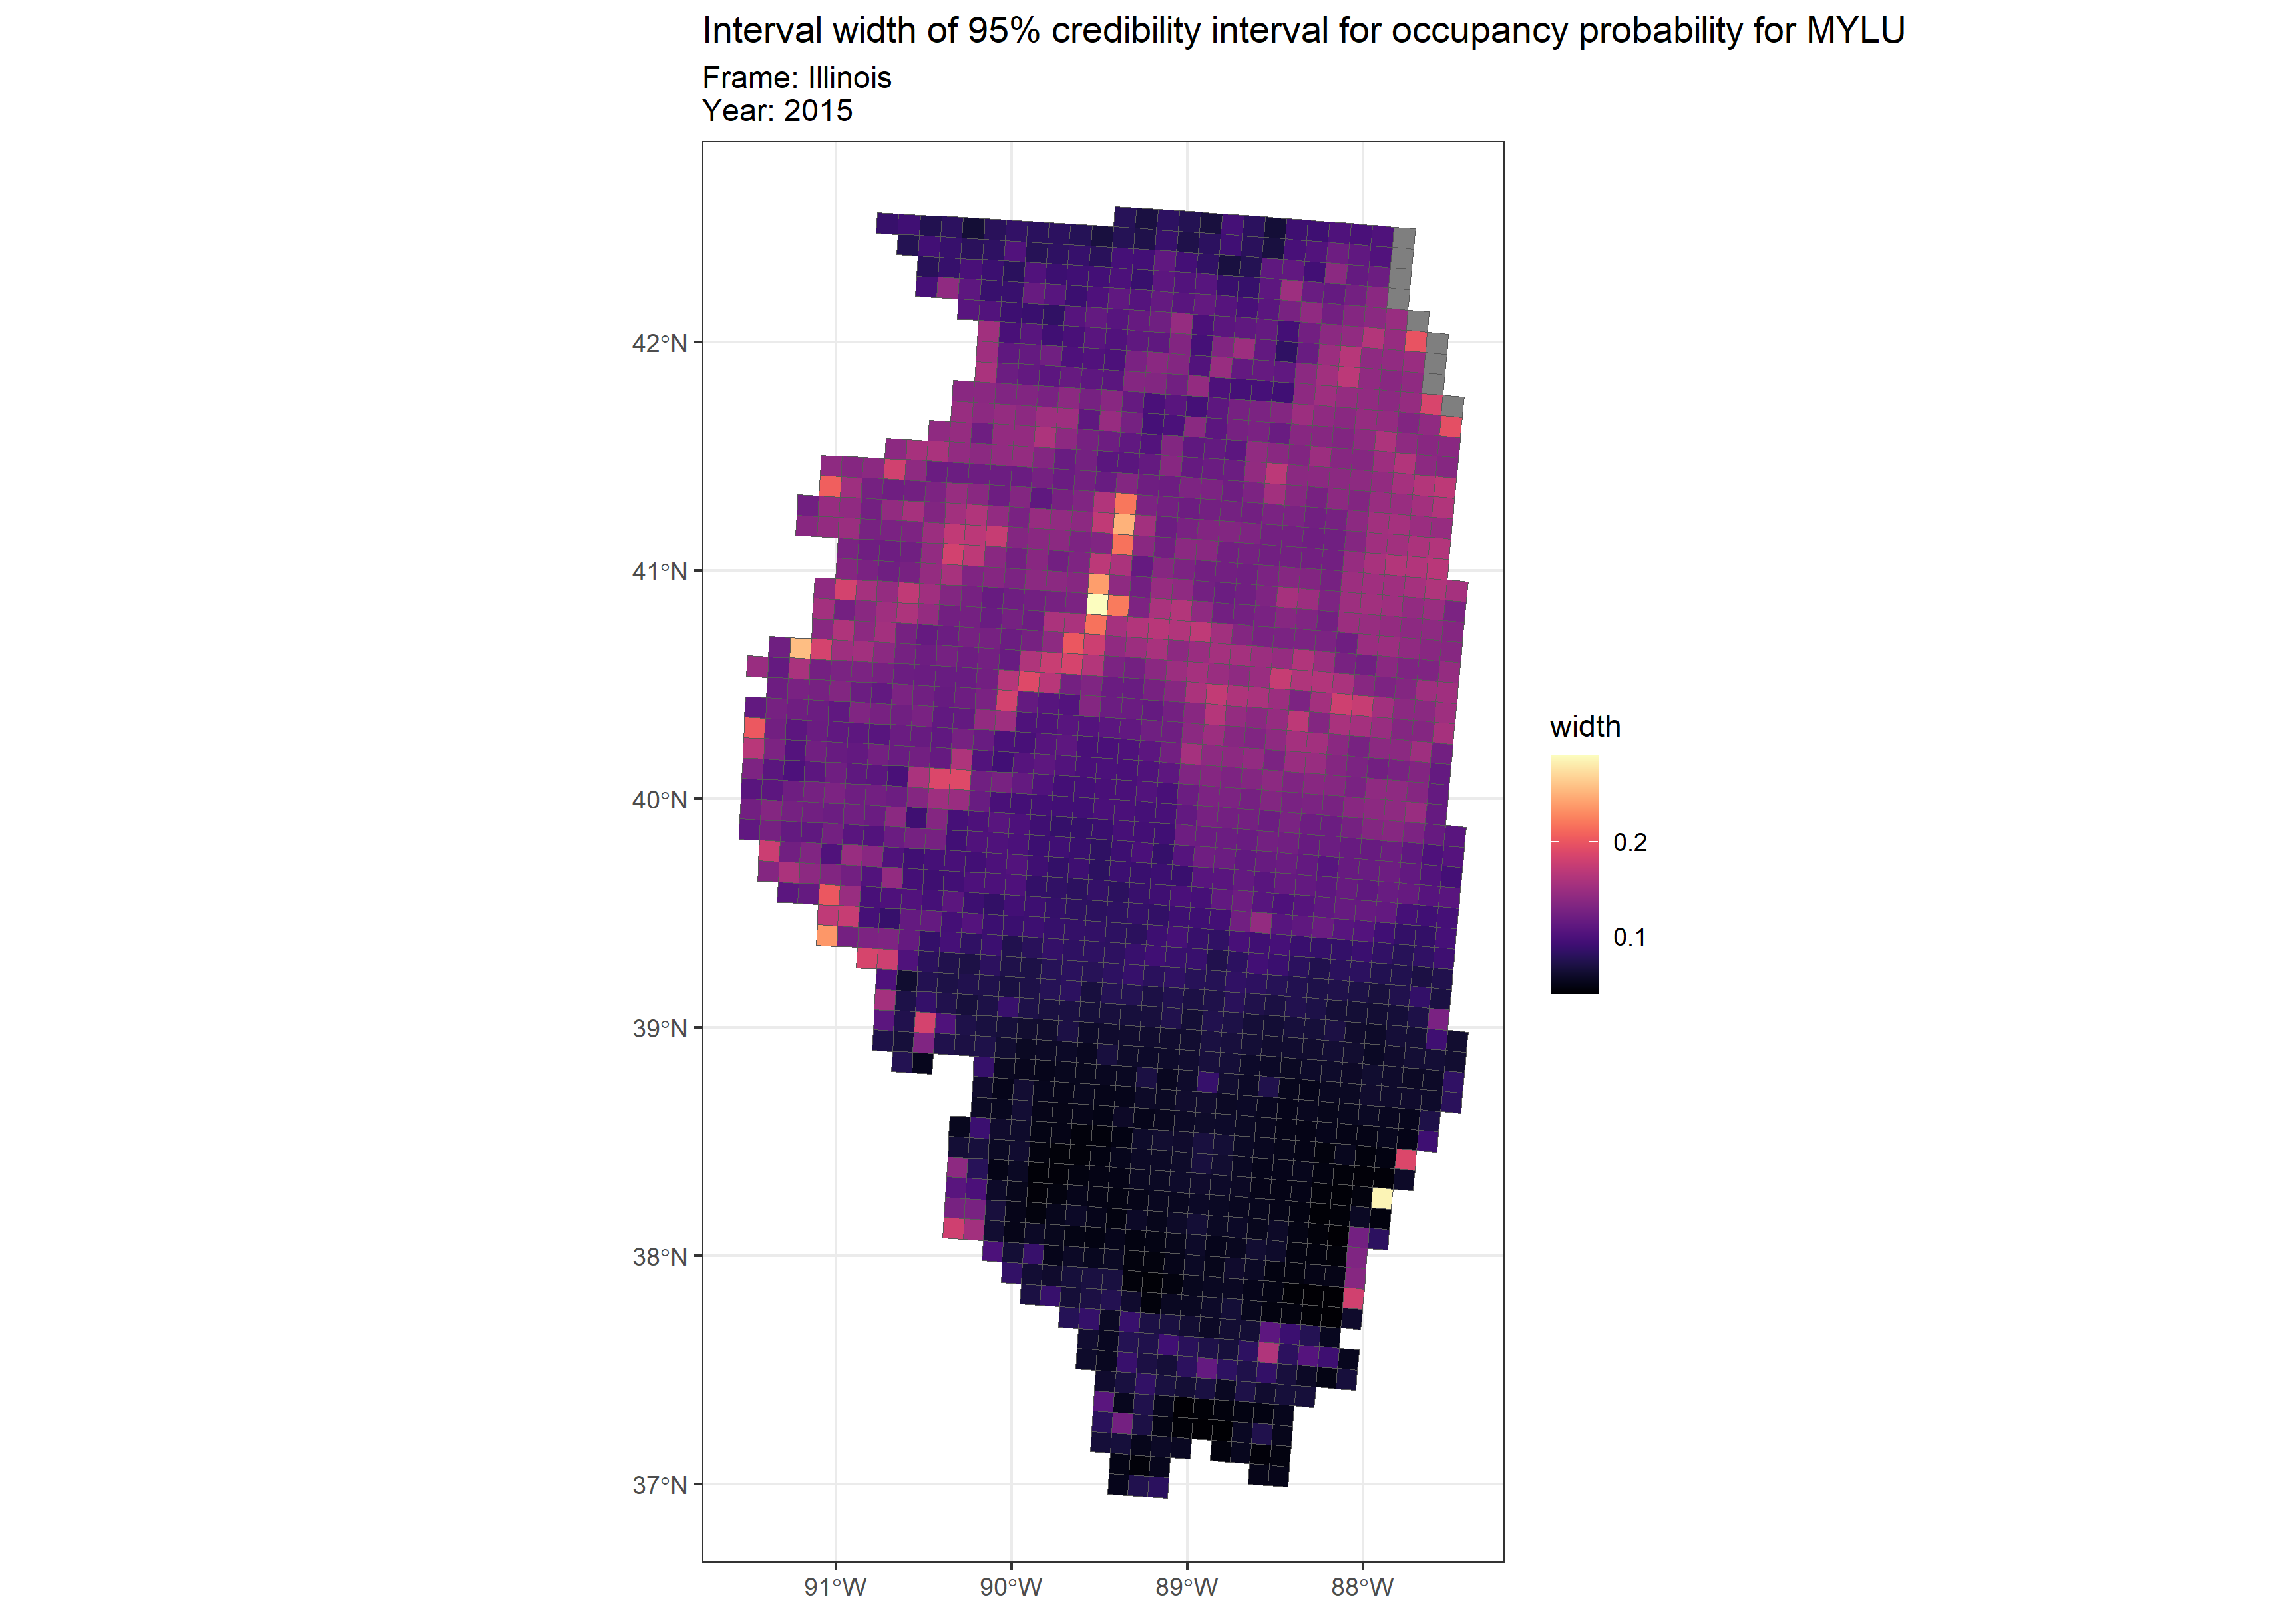 Interval width of 95% credibility interval for occupancy probability for MYLU
Frame: Illinois
Year: 2015
42°N
41°N
40°N
39°N
38°N
37°N
91°W
90°W
89°W
88°W
width
0.2
0.1